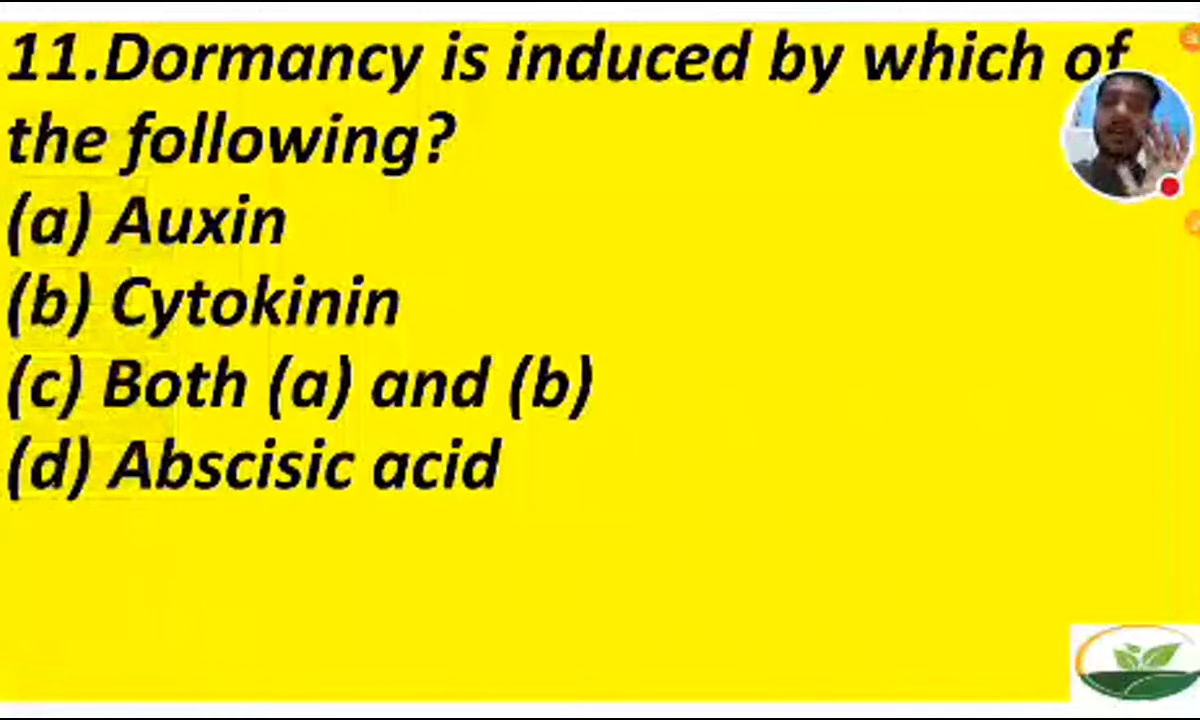 11.Dormancy is induced by which of
the following?
(a) Auxin
(b) Cytokinin
(c) Both (a) and (b)
(d) Abscisic acid